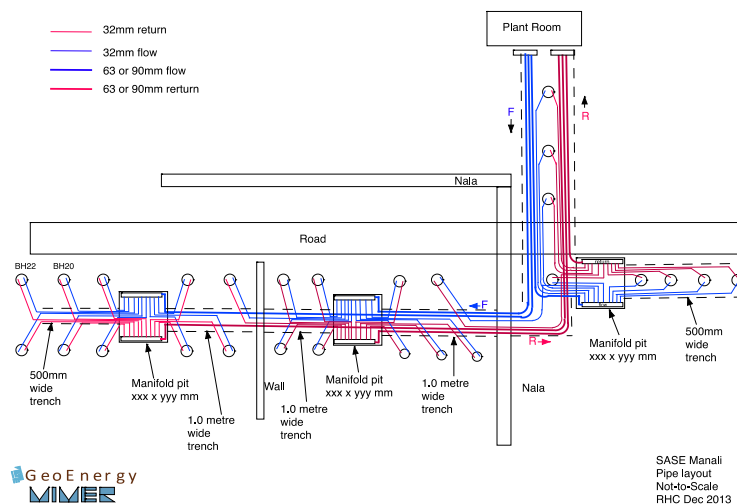 Plant Room
32mm return
32mm flow
63 or 90mm flow
63 or 90mm rerturn
F
R
Nala
Road
BH22
BH20
return
F
R
500mm
wide
trench
Manifold pit
xxx x yyy mm
1.0 metre
wide
trench
Wall
1.0 metre
wide
trench
Manifold pit
xxx x yyy mm
1.0 metre
wide
trench
Nala
Manifold pit
xxx x yyy mm
500mm
wide
trench
GeoEnergy
MIMER
SASE Manali
Pipe layout
Not-to-Scale
RHC Dec 2013